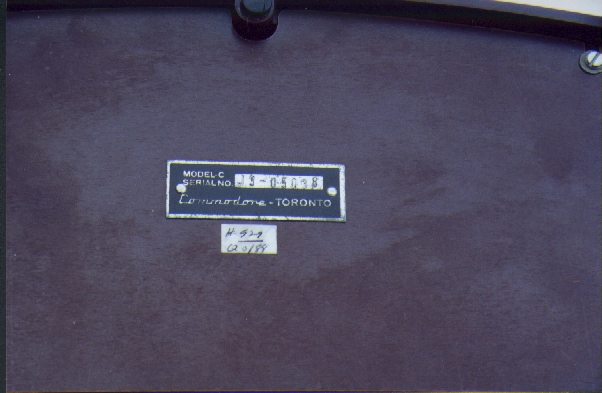 MODEL-C
SERIAL NO. J3-05038
Commodore - TORONTO